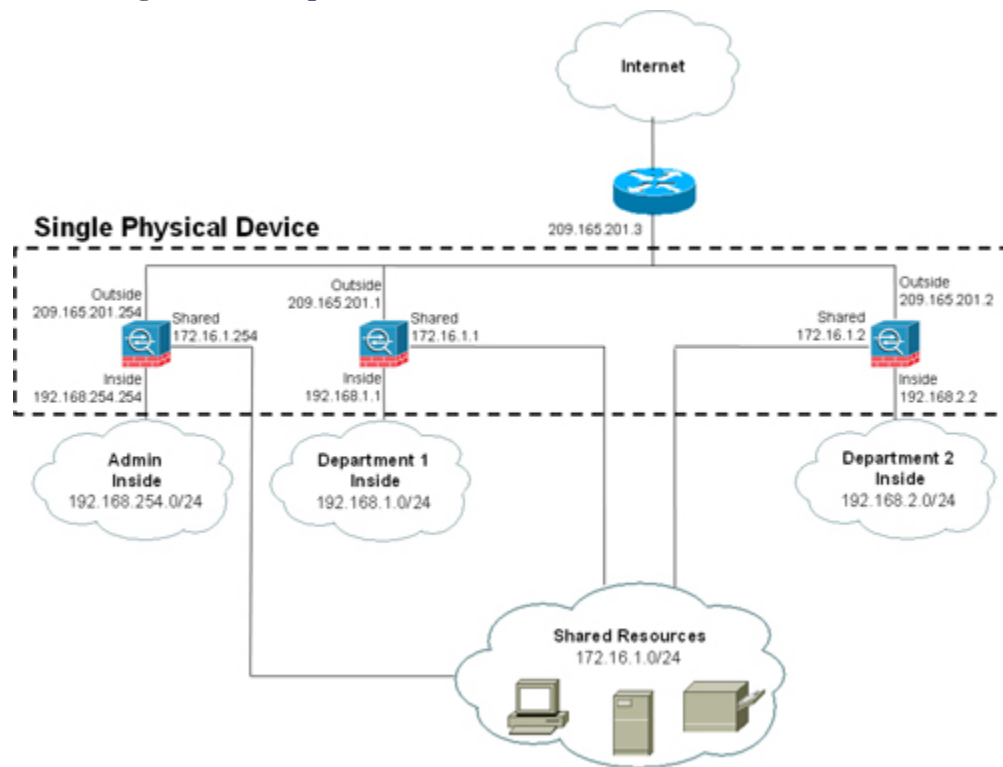 Internet
209.165.201.3
Single Physical Device
Outside
209.165.201.254
Shared
172.16.1.254
Inside
192.168.254.254
Outside
209.165.201.1
Shared
172.16.1.1
Inside
192.168.1.1
Outside
209.165.201.2
Shared
172.16.1.2
Inside
192.168.2.2
Admin
Inside
192.168.254.0/24
Department 1
Inside
192.168.1.0/24
Department 2
Inside
192.168.2.0/24
Shared Resources
172.16.1.0/24